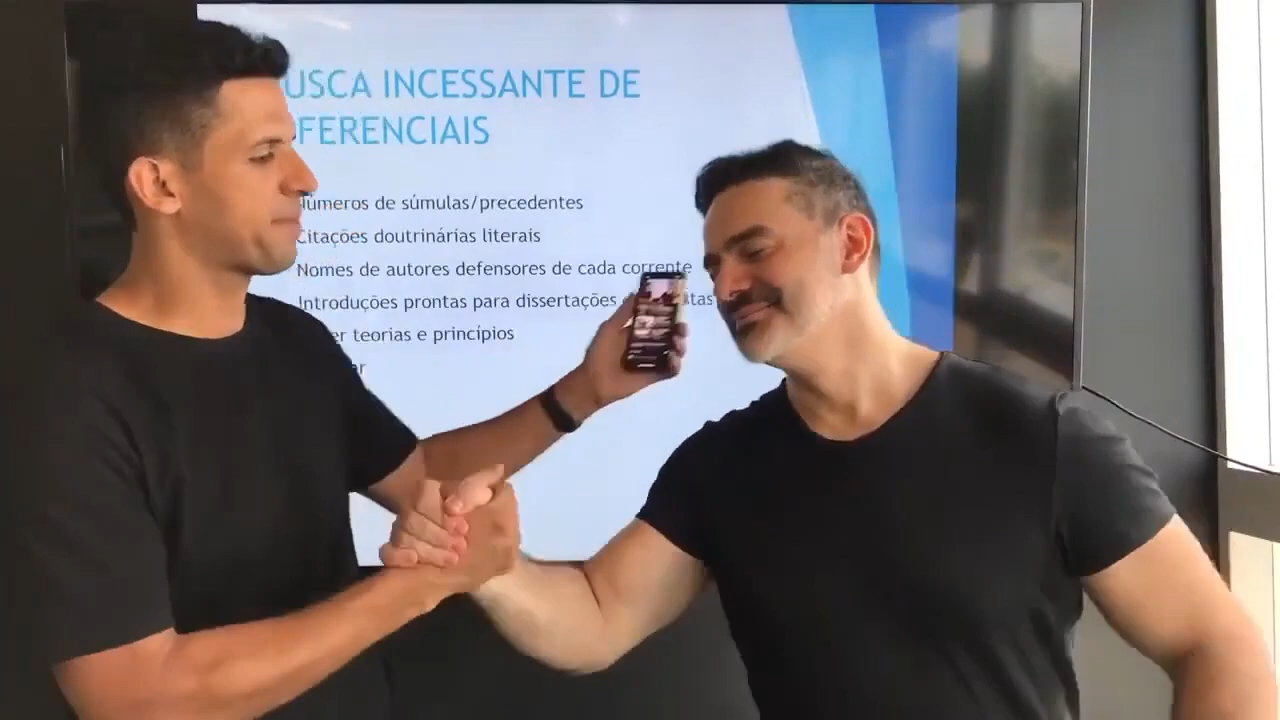 USCA INCESSANTE DE
FERENCIAIS
Números de súmulas/precedentes
Citações doutrinárias literais
Nomes de autores defensores de cada corrente
Introduções prontas para dissertações
teorias e princípios